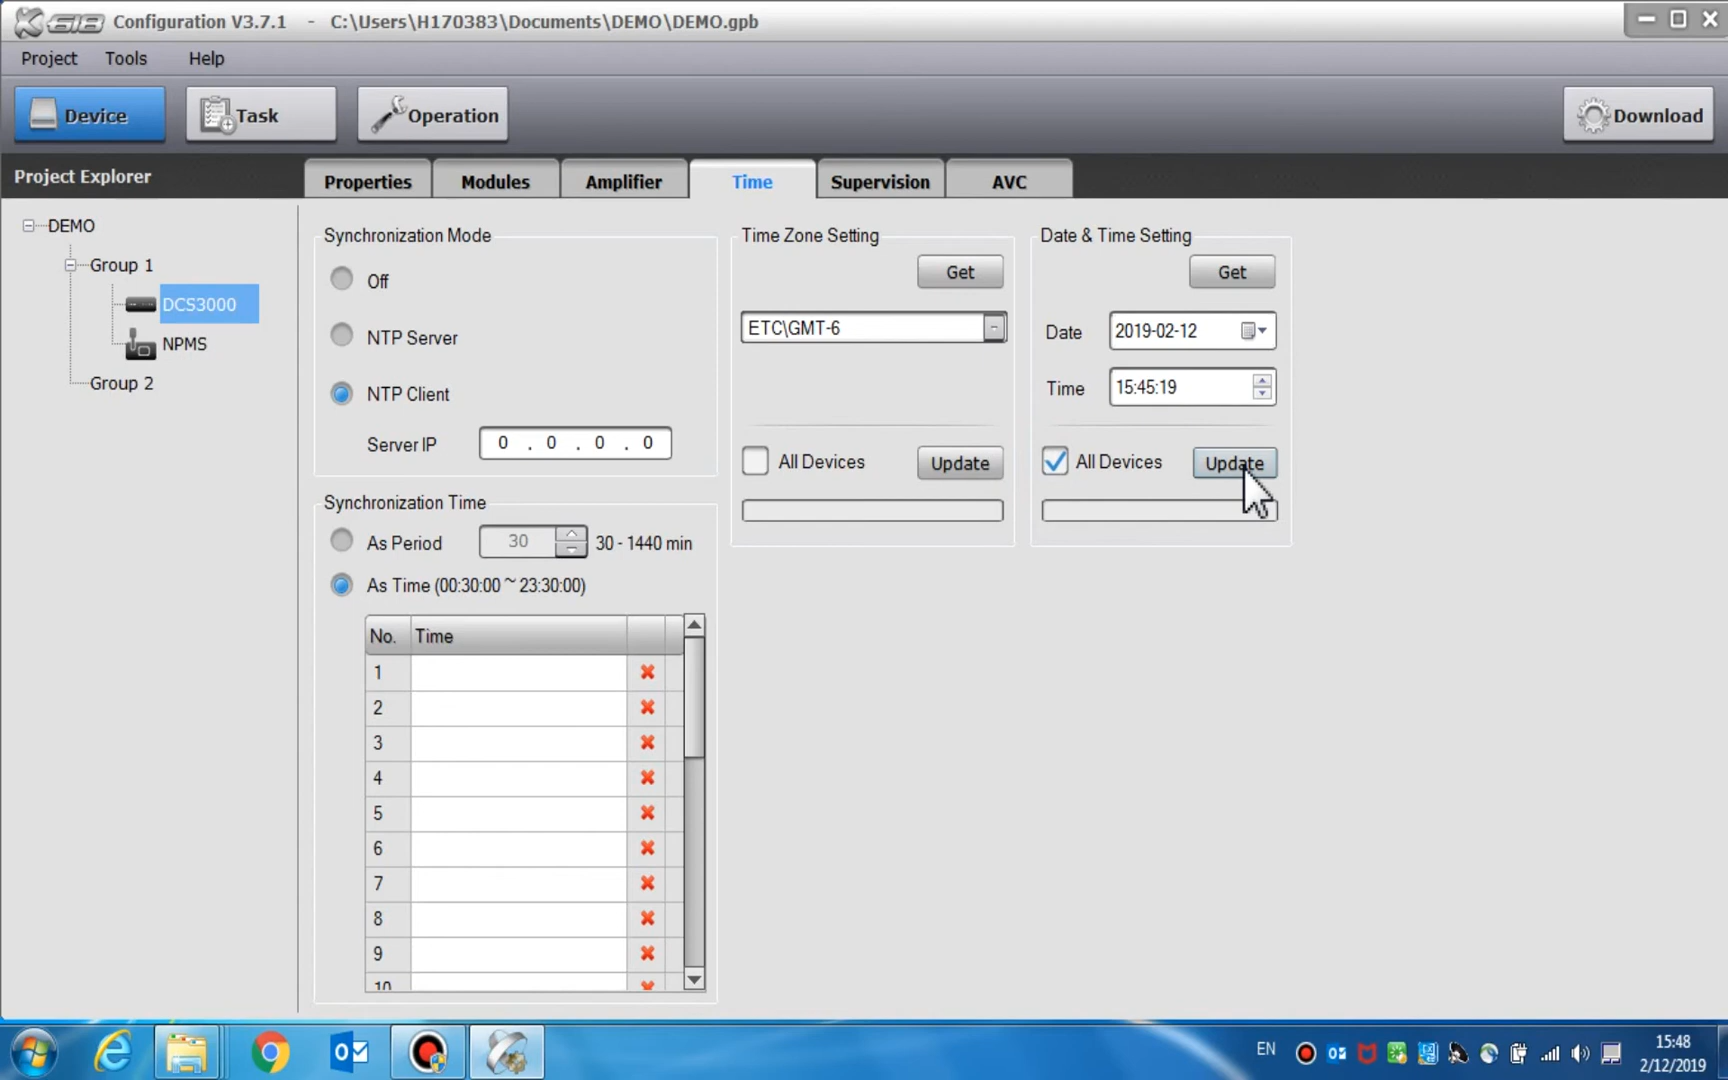 X-618 Configuration V3.7.1 - C:\Users\H170383\Documents\DEMO\DEMO.gpb
Project Tools Help
Device Task Operation Download
Project Explorer
Properties Modules Amplifier Time Supervision AVC
DEMO
Group 1
DCS3000
NPMS
Group 2
Synchronization Mode
Off
NTP Server
NTP Client
Server IP 0 . 0 . 0 . 0
Synchronization Time
As Period 30 30 - 1440 min
As Time (00:30:00 ~ 23:30:00)
No. Time
1
2
3
4
5
6
7
8
9
10
Time Zone Setting
Get
ETC\GMT-6
All Devices Update
Date & Time Setting
Get
Date 2019-02-12
Time 15:45:19
All Devices Update
EN
15:48
2/12/2019